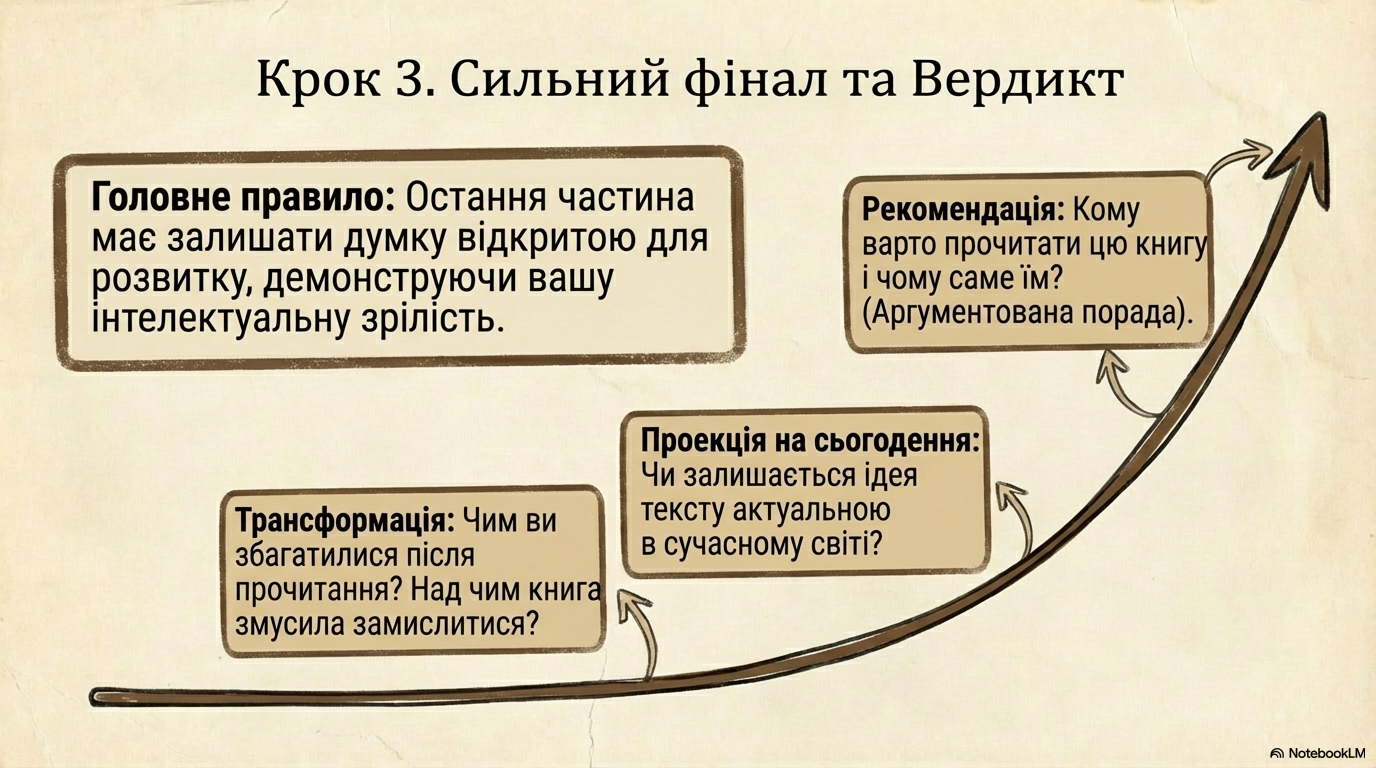 Крок 3. Сильний фінал та Вердикт
Головне правило: Остання частина
має залишати думку відкритою для
розвитку, демонструючи вашу
інтелектуальну зрілість.
Трансформація: Чим ви
збагатилися після
прочитання? Над чим книга
змусила замислитися?
Проекція на сьогодення:
Чи залишається ідея
тексту актуальною
в сучасному світі?
Рекомендація: Кому
варто прочитати цю книгу
і чому саме їм?
(Аргументована порада).
NotebookLM